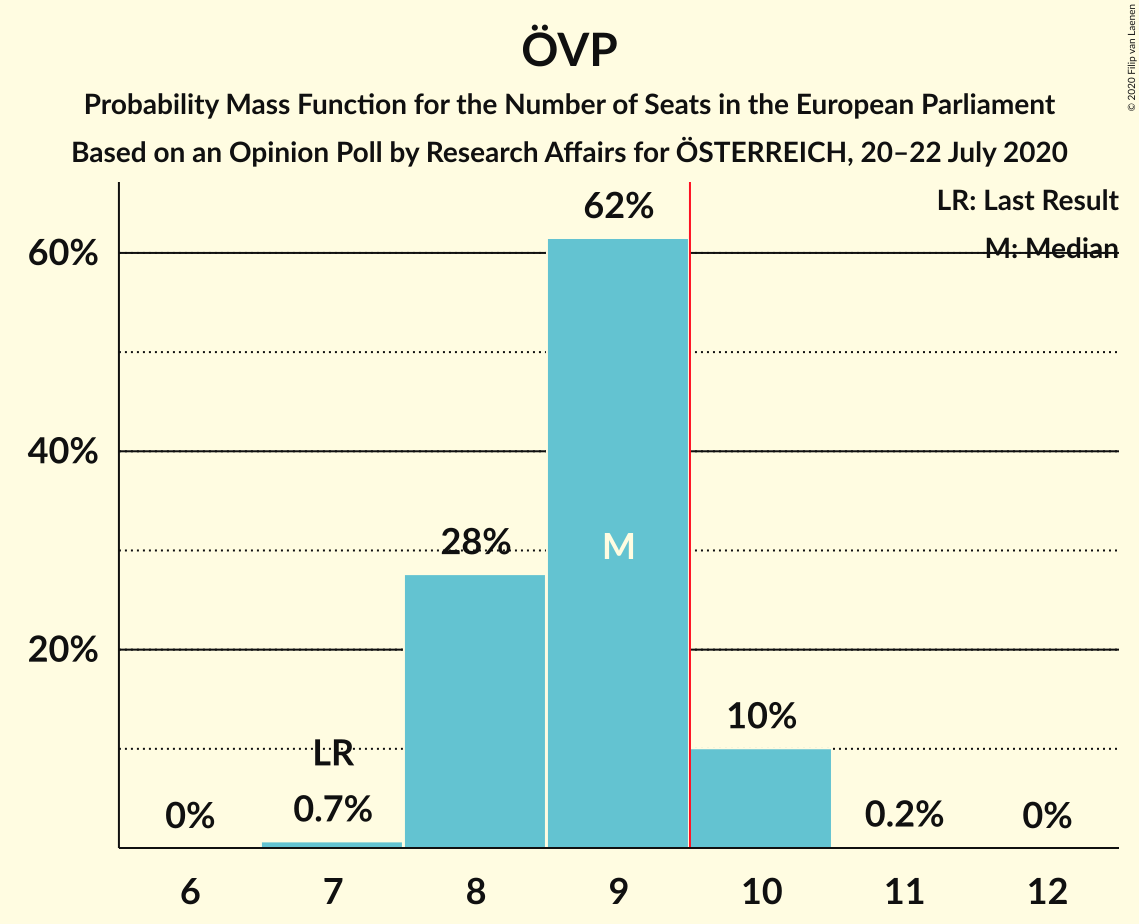 ÖVP
Probability Mass Function for the Number of Seats in the European Parliament
Based on an Opinion Poll by Research Affairs for ÖSTERREICH, 20–22 July 2020
© 2020 Filip van Laenen
LR: Last Result
M: Median
62%
60%
40%
28%
M
20%
10%
LR
0%
0.7%
0.2%
0%
6 7 8 9 10 11 12